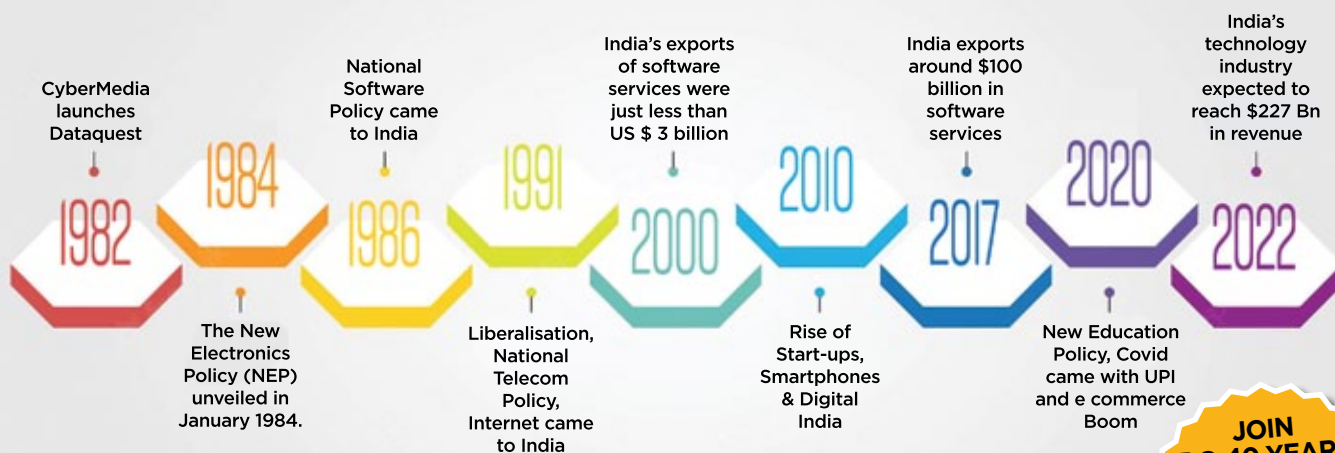 CyberMedia
launches
Dataquest
1982
1984
The New
Electronics
Policy (NEP)
unveiled in
January 1984.
National
Software
Policy came
to India
1986
1991
Liberalisation,
National
Telecom
Policy,
Internet came
to India
India's exports
of software
services were
just less than
US $ 3 billion
2000
2010
Rise of
Start-ups,
Smartphones
& Digital
India
India exports
around $100
billion in
software
services
2017
2020
New Education
Policy, Covid
came with UPI
and e commerce
Boom
India's
technology
industry
expected to
reach $227 Bn
in revenue
2022
JOIN
40 YEAR